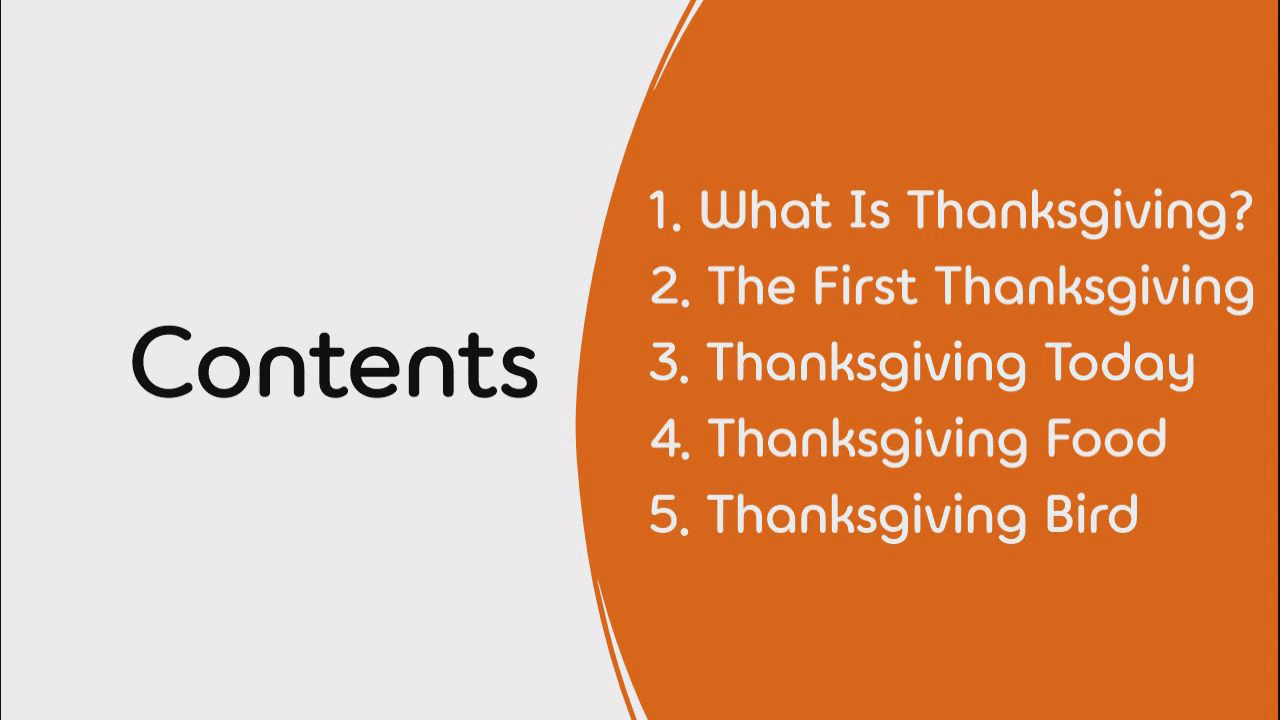 Contents
1. What Is Thanksgiving?
2. The First Thanksgiving
3. Thanksgiving Today
4. Thanksgiving Food
5. Thanksgiving Bird